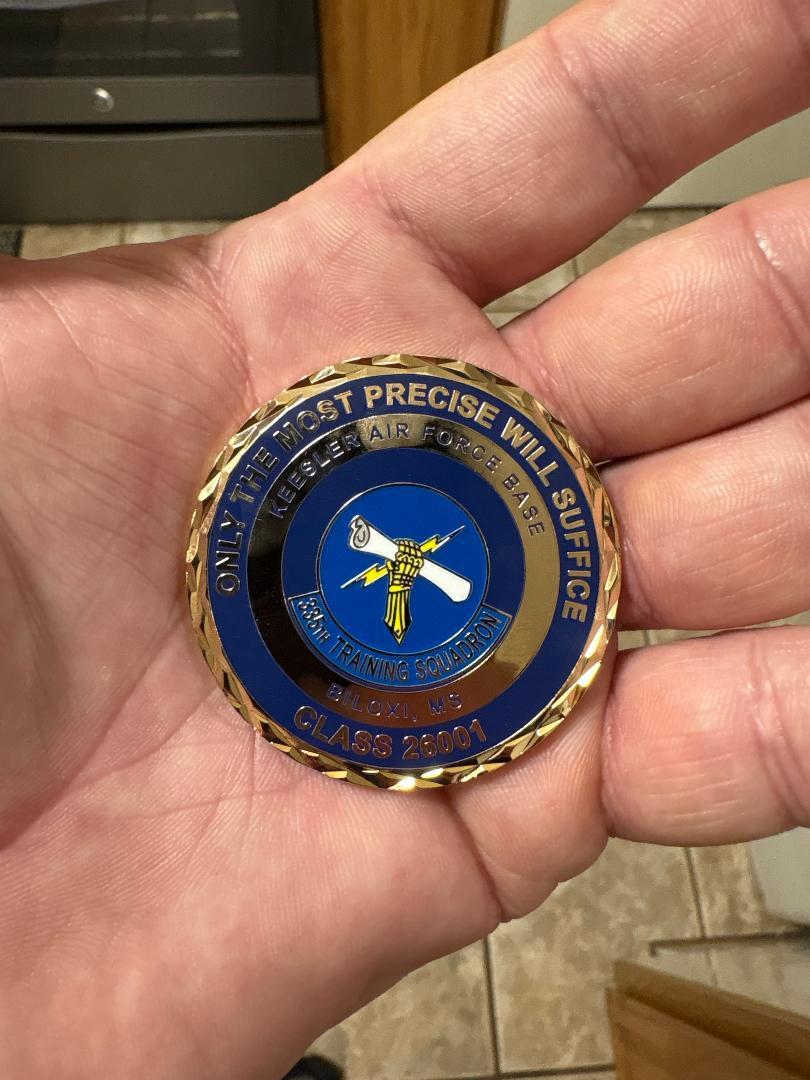 ONLY THE MOST PRECISE WILL SUFFICE
KEESLER AIR FORCE BASE
335TH TRAINING SQUADRON
BILOXI, MS
CLASS 26001